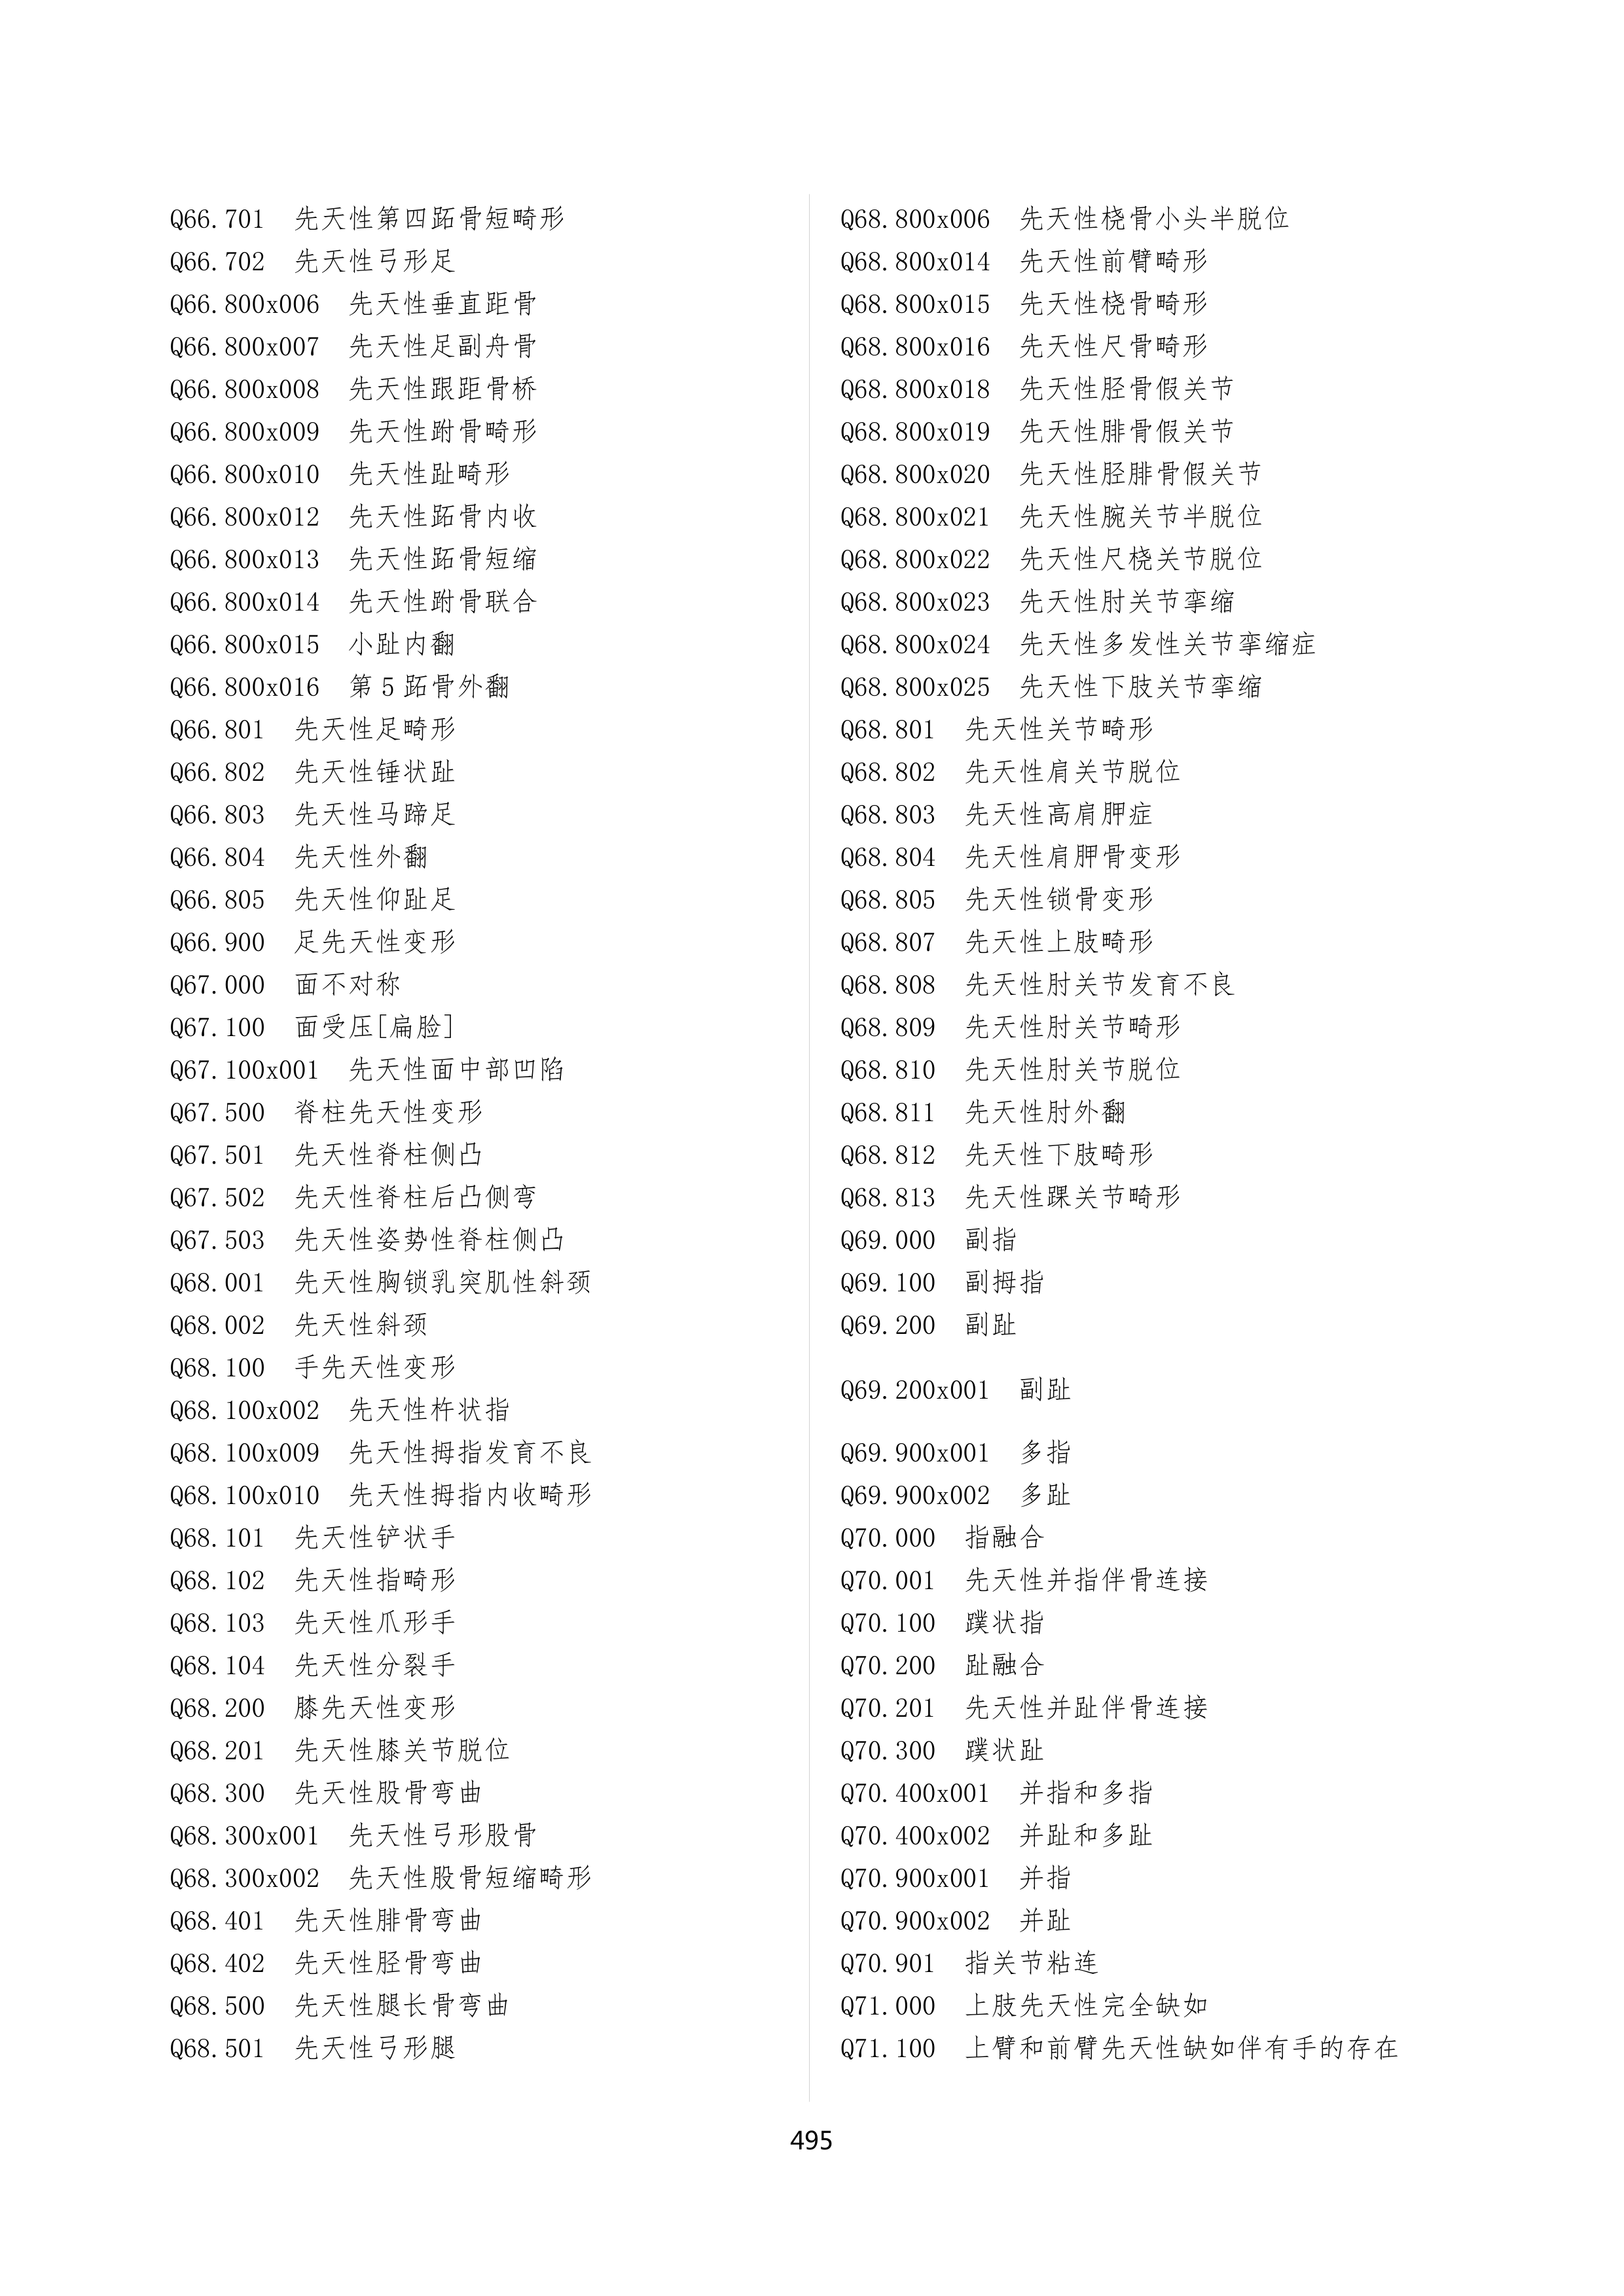 Q66.701 先天性第四跖骨短畸形
Q66.702 先天性弓形足
Q66.800x006 先天性垂直距骨
Q66.800x007 先天性足副舟骨
Q66.800x008 先天性跟距骨桥
Q66.800x009 先天性跗骨畸形
Q66.800x010 先天性趾畸形
Q66.800x012 先天性跖骨内收
Q66.800x013 先天性跖骨短缩
Q66.800x014 先天性跗骨联合
Q66.800x015 小趾内翻
Q66.800x016 第5跖骨外翻
Q66.801 先天性足畸形
Q66.802 先天性锤状趾
Q66.803 先天性马蹄足
Q66.804 先天性外翻
Q66.805 先天性仰趾足
Q66.900 足先天性变形
Q67.000 面不对称
Q67.100 面受压[扁脸]
Q67.100x001 先天性面中部凹陷
Q67.500 脊柱先天性变形
Q67.501 先天性脊柱侧凸
Q67.502 先天性脊柱后凸侧弯
Q67.503 先天性姿势性脊柱侧凸
Q68.001 先天性胸锁乳突肌性斜颈
Q68.002 先天性斜颈
Q68.100 手先天性变形
Q68.100x002 先天性杵状指
Q68.100x009 先天性拇指发育不良
Q68.100x010 先天性拇指内收畸形
Q68.101 先天性铲状手
Q68.102 先天性指畸形
Q68.103 先天性爪形手
Q68.104 先天性分裂手
Q68.200 膝先天性变形
Q68.201 先天性膝关节脱位
Q68.300 先天性股骨弯曲
Q68.300x001 先天性弓形股骨
Q68.300x002 先天性股骨短缩畸形
Q68.401 先天性腓骨弯曲
Q68.402 先天性胫骨弯曲
Q68.500 先天性腿长骨弯曲
Q68.501 先天性弓形腿
Q68.800x006 先天性桡骨小头半脱位
Q68.800x014 先天性前臂畸形
Q68.800x015 先天性桡骨畸形
Q68.800x016 先天性尺骨畸形
Q68.800x018 先天性胫骨假关节
Q68.800x019 先天性腓骨假关节
Q68.800x020 先天性胫腓骨假关节
Q68.800x021 先天性腕关节半脱位
Q68.800x022 先天性尺桡关节脱位
Q68.800x023 先天性肘关节挛缩
Q68.800x024 先天性多发性关节挛缩症
Q68.800x025 先天性下肢关节挛缩
Q68.801 先天性关节畸形
Q68.802 先天性肩关节脱位
Q68.803 先天性高肩胛症
Q68.804 先天性肩胛骨变形
Q68.805 先天性锁骨变形
Q68.807 先天性上肢畸形
Q68.808 先天性肘关节发育不良
Q68.809 先天性肘关节畸形
Q68.810 先天性肘关节脱位
Q68.811 先天性肘外翻
Q68.812 先天性下肢畸形
Q68.813 先天性踝关节畸形
Q69.000 副指
Q69.100 副拇指
Q69.200 副趾
Q69.200x001 副趾
Q69.900x001 多指
Q69.900x002 多趾
Q70.000 指融合
Q70.001 先天性并指伴骨连接
Q70.100 蹼状指
Q70.200 趾融合
Q70.201 先天性并趾伴骨连接
Q70.300 蹼状趾
Q70.400x001 并指和多指
Q70.400x002 并趾和多趾
Q70.900x001 并指
Q70.900x002 并趾
Q70.901 指关节粘连
Q71.000 上肢先天性完全缺如
Q71.100 上臂和前臂先天性缺如伴有手的存在
495